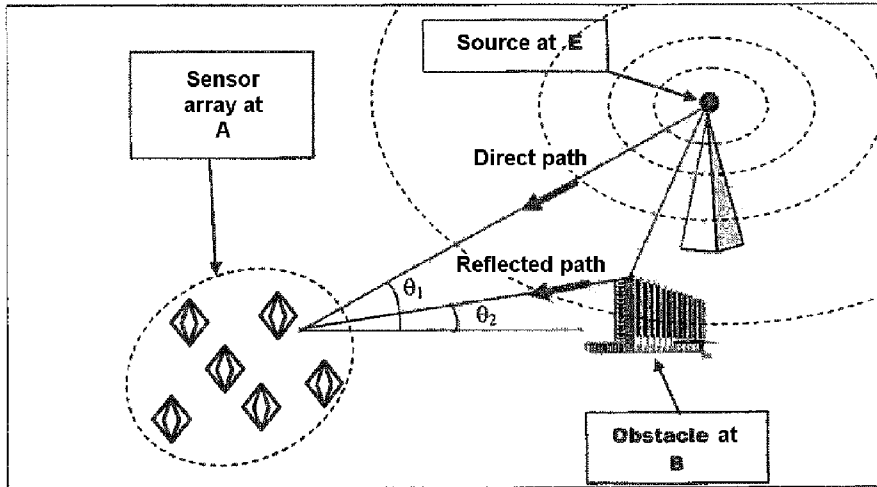 Source at E
Sensor
array at
A
Direct path
Reflected path
θ1
θ2
Obstacle at
B